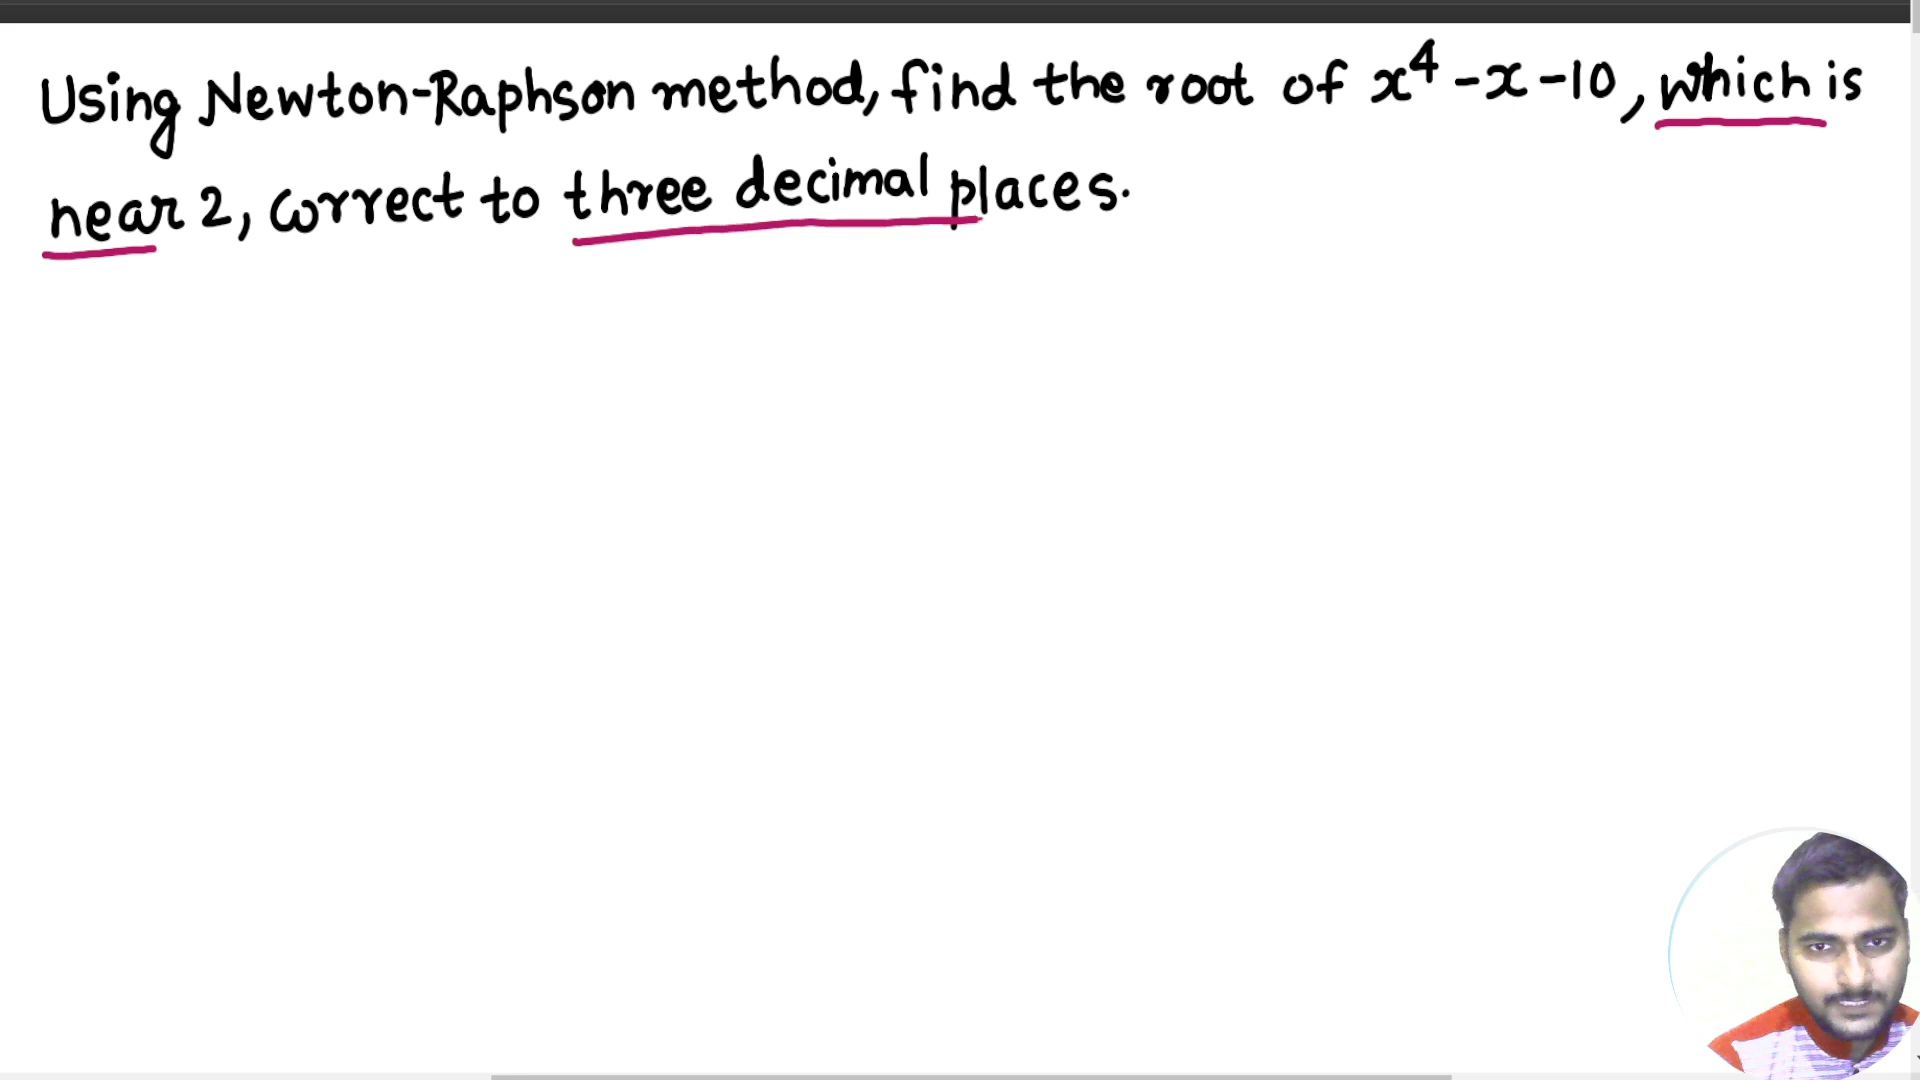 Using Newton-Raphson method, find the root of x⁴-x-10, which is
near 2, correct to three decimal places.